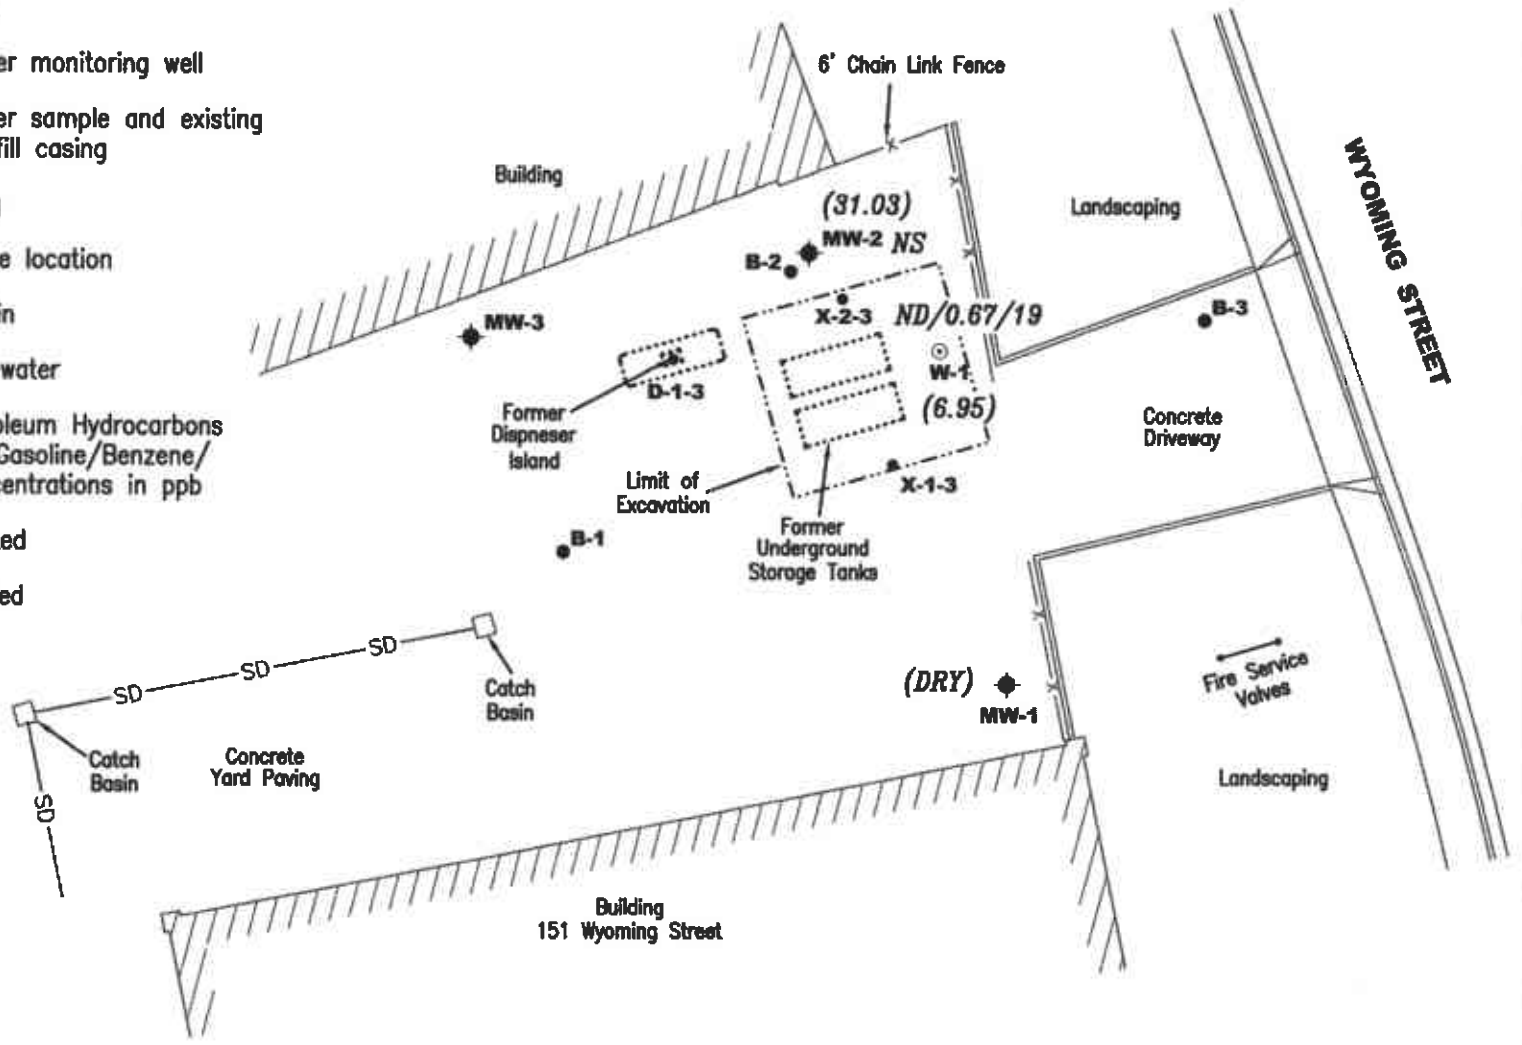 er monitoring well
er sample and existing
fill casing
e location
in
water
oleum Hydrocarbons
Gasoline/Benzene/
centrations in ppb
ed
ed
6' Chain Link Fence
Building
Landscaping
WYOMING STREET
(31.03)
MW-2 NS
B-2
MW-3
X-2-3
ND/0.67/19
B-3
W-1
(6.95)
D-1-3
Former
Dispneser
Island
Concrete
Driveway
Limit of
Excavation
X-1-3
Former
Underground
Storage Tanks
B-1
SD
SD
SD
Catch
Basin
Catch
Basin
SD
Concrete
Yard Paving
(DRY)
MW-1
Fire Service
Valves
Landscaping
Building
151 Wyoming Street